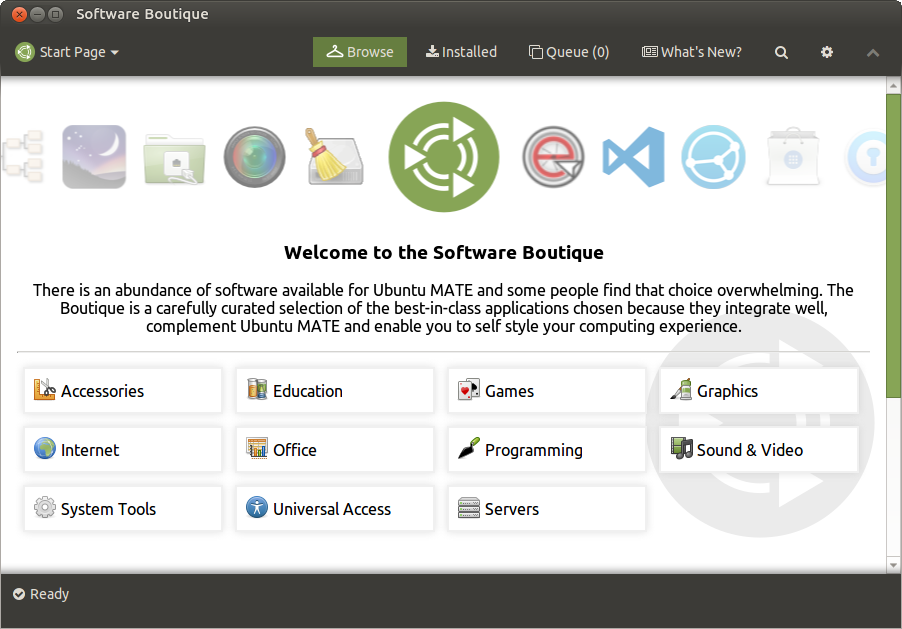 Software Boutique
Start Page
Browse
Installed
Queue (0)
What's New?
Welcome to the Software Boutique
There is an abundance of software available for Ubuntu MATE and some people find that choice overwhelming. The
Boutique is a carefully curated selection of the best-in-class applications chosen because they integrate well,
complement Ubuntu MATE and enable you to self style your computing experience.
Accessories
Education
Games
Graphics
Internet
Office
Programming
Sound & Video
System Tools
Universal Access
Servers
Ready